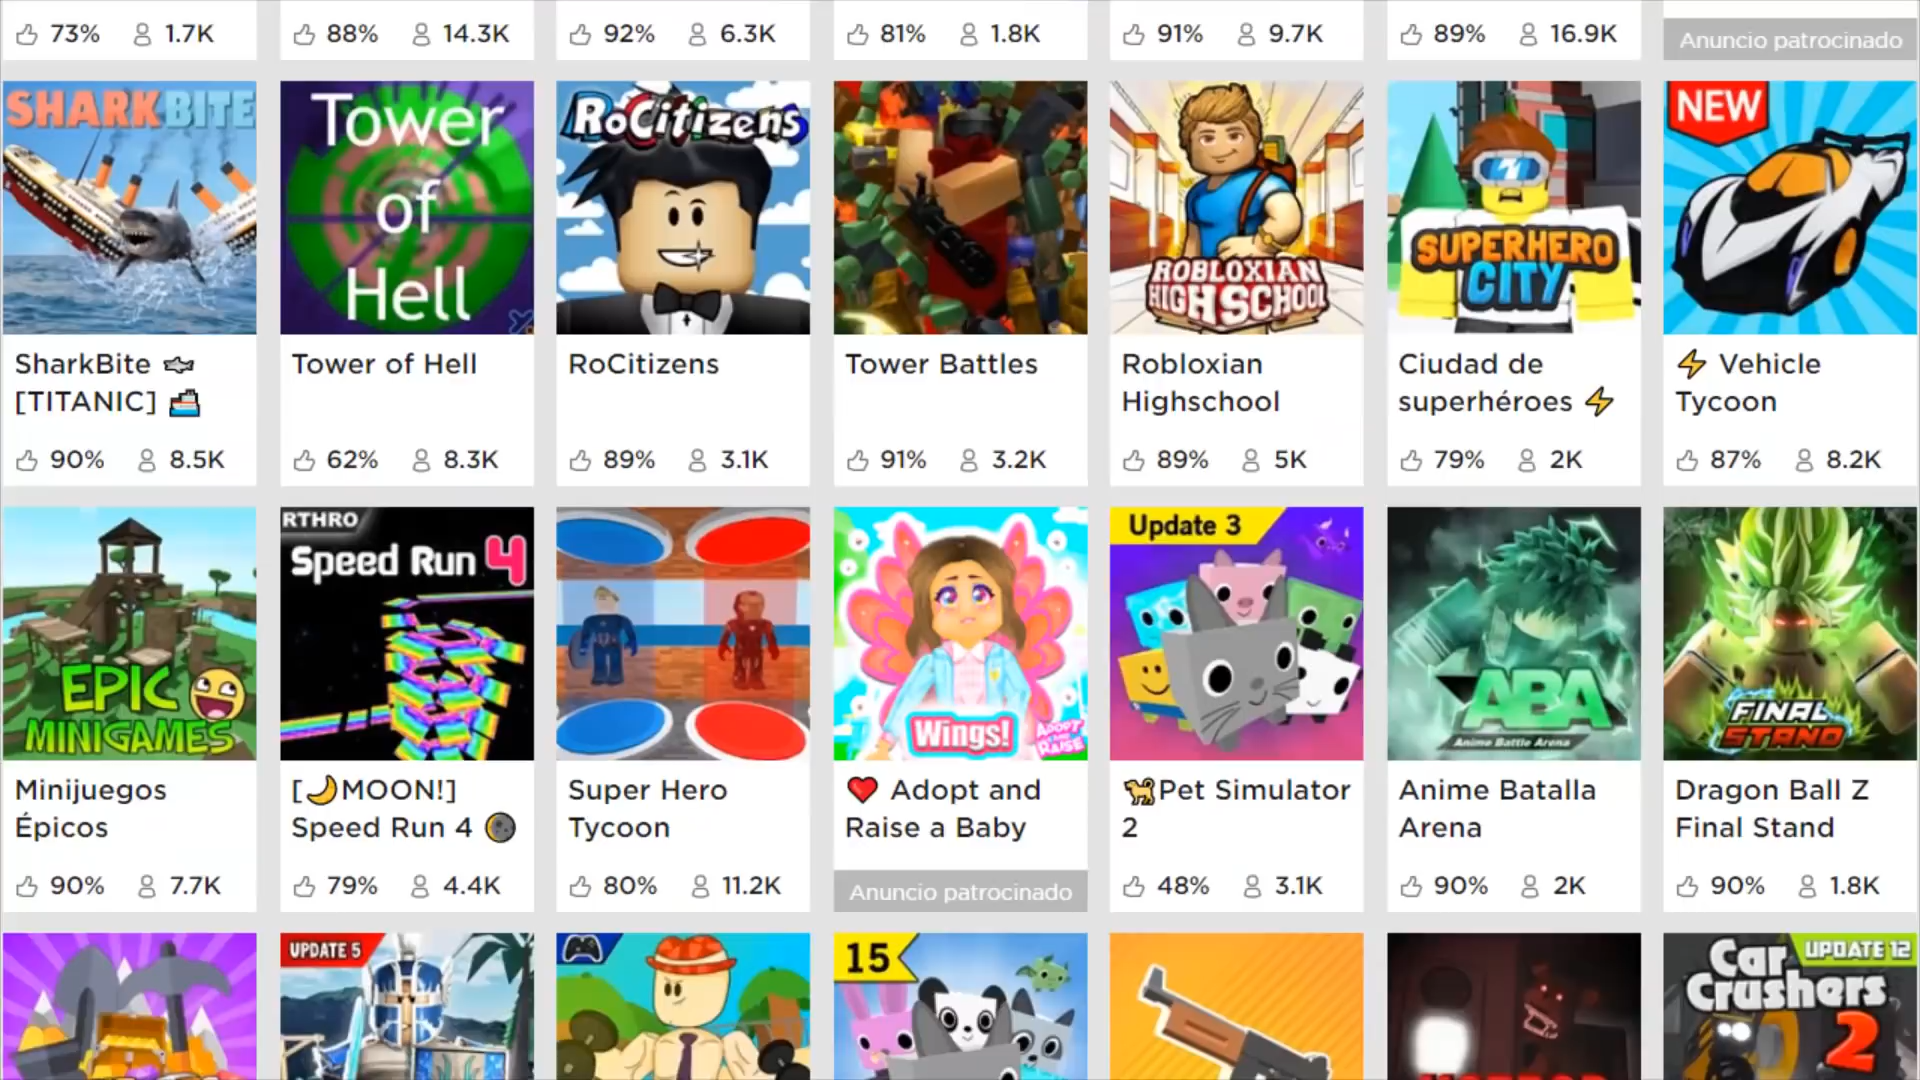 73% 1.7K
88% 14.3K
92% 6.3K
81% 1.8K
91% 9.7K
89% 16.9K
Anuncio patrocinado
SHARKBITE
SharkBite
[TITANIC]
90% 8.5K
Tower
of
Hell
Tower of Hell
62% 8.3K
RoCitizens
RoCitizens
89% 3.1K
Tower Battles
91% 3.2K
ROBLOXIAN
HIGHSCHOOL
Robloxian
Highschool
89% 5K
SUPERHERO
CITY
Ciudad de
superhéroes ⚡
79% 2K
NEW
⚡ Vehicle
Tycoon
87% 8.2K
EPIC
MINIGAMES
Minijuegos
Épicos
90% 7.7K
RTHRO
Speed Run 4
[🌙MOON!]
Speed Run 4 🌘
79% 4.4K
Super Hero
Tycoon
80% 11.2K
Wings!
ADOPT
AND
RAISE
❤️ Adopt and
Raise a Baby
Anuncio patrocinado
Update 3
🐕Pet Simulator
2
48% 3.1K
ABA
Anime Battle Arena
Anime Batalla
Arena
90% 2K
FINAL
STAND
Dragon Ball Z
Final Stand
90% 1.8K
UPDATE 5
15
UPDATE 12
Car
Crushers
2